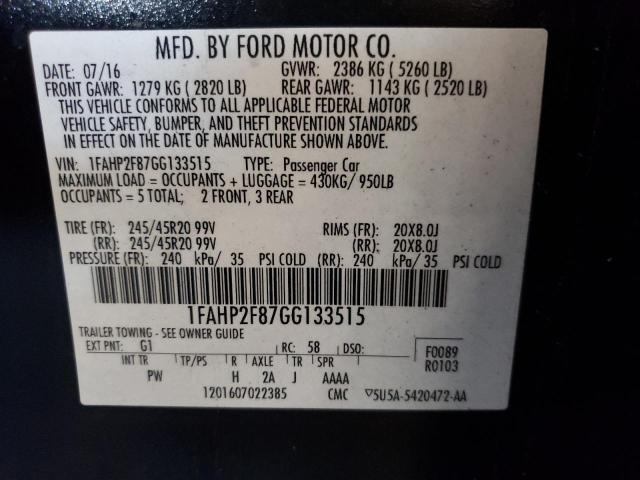 MFD. BY FORD MOTOR CO.
DATE: 07/16 GVWR: 2386 KG ( 5260 LB)
FRONT GAWR: 1279 KG ( 2820 LB) REAR GAWR: 1143 KG ( 2520 LB)
THIS VEHICLE CONFORMS TO ALL APPLICABLE FEDERAL MOTOR
VEHICLE SAFETY, BUMPER, AND THEFT PREVENTION STANDARDS
IN EFFECT ON THE DATE OF MANUFACTURE SHOWN ABOVE.
VIN: 1FAHP2F87GG133515 TYPE: Passenger Car
MAXIMUM LOAD = OCCUPANTS + LUGGAGE = 430KG/ 950LB
OCCUPANTS = 5 TOTAL; 2 FRONT, 3 REAR
TIRE (FR): 245/45R20 99V RIMS (FR): 20X8.0J
(RR): 245/45R20 99V (RR): 20X8.0J
PRESSURE (FR): 240 kPa/ 35 PSI COLD (RR): 240 kPa/ 35 PSI COLD
1FAHP2F87GG133515
TRAILER TOWING - SEE OWNER GUIDE
EXT PNT: G1 RC: 58 DSO: F0089
INT TR TP/PS R AXLE TR SPR R0103
PW H 2A J AAAA
1201607022385 CMC ▽5U5A-5420472-AA